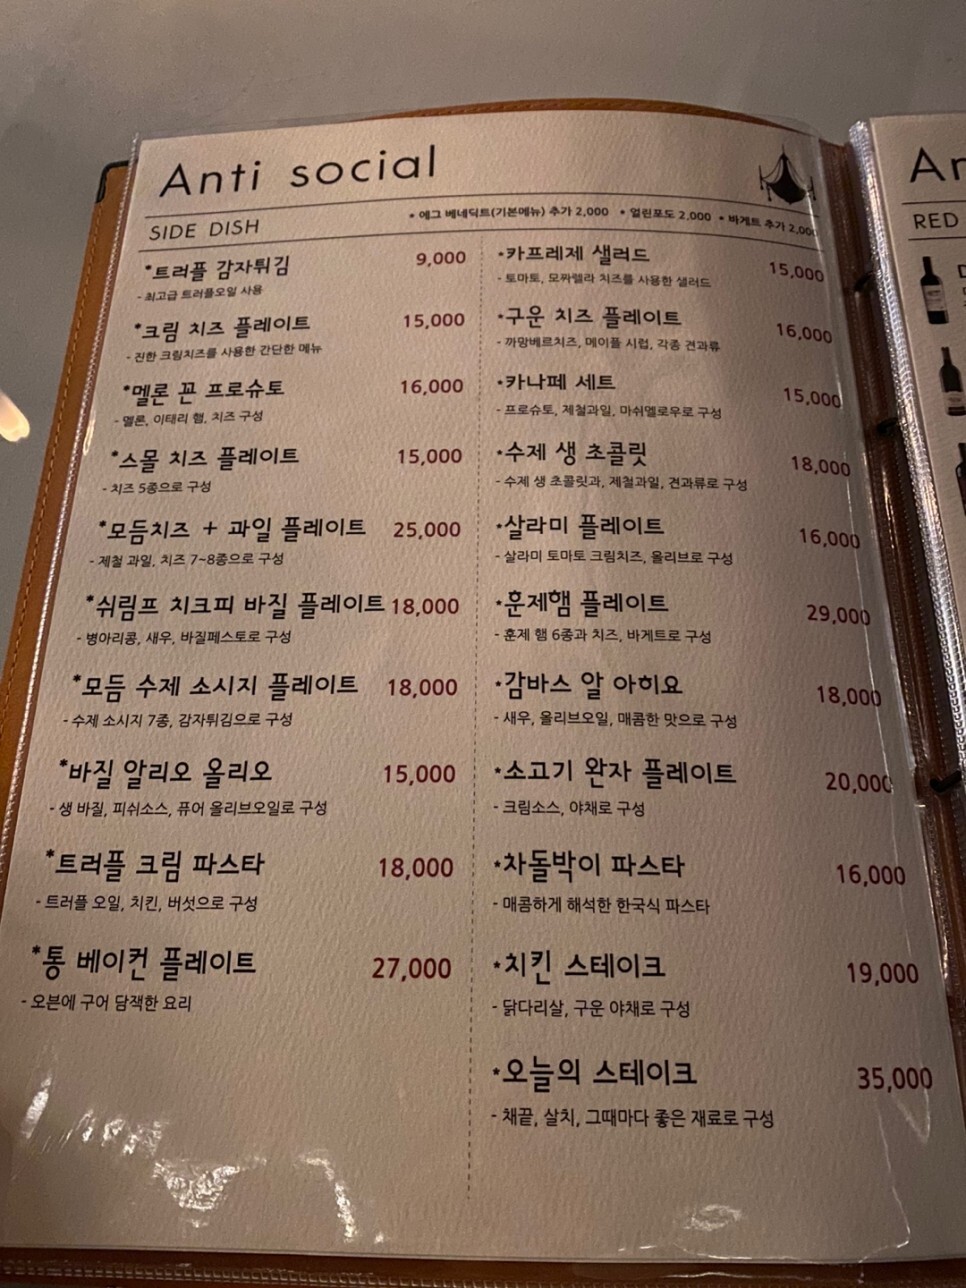 Anti social
SIDE DISH
• 에그 베네딕트(기본메뉴) 추가 2,000 • 얼린포도 2,000 • 바게트 추가 2,000
*트러플 감자튀김 9,000
- 최고급 트러플오일 사용
*크림 치즈 플레이트 15,000
- 진한 크림치즈를 사용한 간단한 메뉴
*멜론 꼰 프로슈토 16,000
- 멜론, 이태리 햄, 치즈 구성
*스몰 치즈 플레이트 15,000
- 치즈 5종으로 구성
*모듬치즈 + 과일 플레이트 25,000
- 제철 과일, 치즈 7~8종으로 구성
*쉬림프 치크피 바질 플레이트 18,000
- 병아리콩, 새우, 바질페스토로 구성
*모듬 수제 소시지 플레이트 18,000
- 수제 소시지 7종, 감자튀김으로 구성
*바질 알리오 올리오 15,000
- 생 바질, 피쉬소스, 퓨어 올리브오일로 구성
*트러플 크림 파스타 18,000
- 트러플 오일, 치킨, 버섯으로 구성
*통 베이컨 플레이트 27,000
- 오븐에 구어 담잭한 요리
*카프레제 샐러드 15,000
- 토마토, 모짜렐라 치즈를 사용한 샐러드
*구운 치즈 플레이트 16,000
- 까망베르치즈, 메이플 시럽, 각종 견과류
*카나페 세트 15,000
- 프로슈토, 제철과일, 마쉬멜로우로 구성
*수제 생 초콜릿 18,000
- 수제 생 초콜릿과, 제철과일, 견과류로 구성
*살라미 플레이트 16,000
- 살라미 토마토 크림치즈, 올리브로 구성
*훈제햄 플레이트 29,000
- 훈제 햄 6종과 치즈, 바게트로 구성
*감바스 알 아히요 18,000
- 새우, 올리브오일, 매콤한 맛으로 구성
*소고기 완자 플레이트 20,000
- 크림소스, 야채로 구성
*차돌박이 파스타 16,000
- 매콤하게 해석한 한국식 파스타
*치킨 스테이크 19,000
- 닭다리살, 구운 야채로 구성
*오늘의 스테이크 35,000
- 채끝, 살치, 그때마다 좋은 재료로 구성
RED